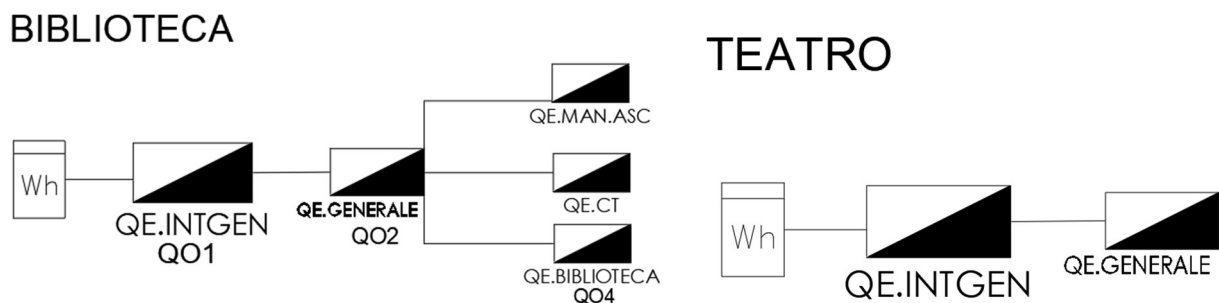 BIBLIOTECA
Wh
QE.INTGEN
QO1
QE.GENERALE
QO2
QE.MAN.ASC
QE.CT
QE.BIBLIOTECA
QO4
TEATRO
Wh
QE.INTGEN
QE.GENERALE